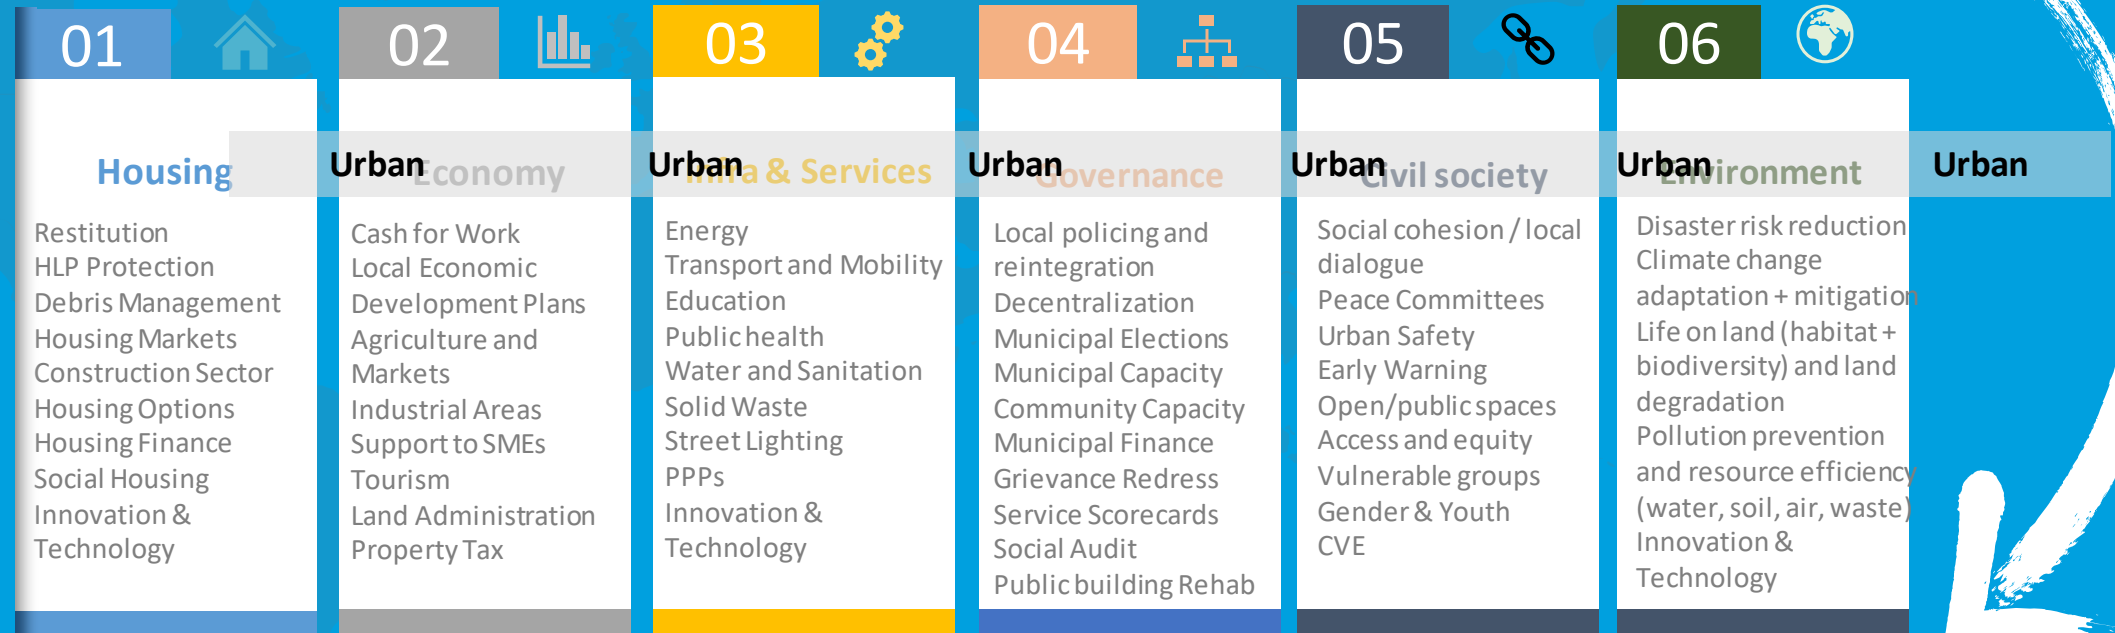 01
Housing
Restitution
HLP Protection
Debris Management
Housing Markets
Construction Sector
Housing Options
Housing Finance
Social Housing
Innovation &
Technology
02
Urban
Economy
Cash for Work
Local Economic
Development Plans
Agriculture and
Markets
Industrial Areas
Support to SMEs
Tourism
Land Administration
Property Tax
03
Urban
Infra & Services
Energy
Transport and Mobility
Education
Public health
Water and Sanitation
Solid Waste
Street Lighting
PPPs
Innovation &
Technology
04
Urban
Governance
Local policing and
reintegration
Decentralization
Municipal Elections
Municipal Capacity
Community Capacity
Municipal Finance
Grievance Redress
Service Scorecards
Social Audit
Public building Rehab
05
Urban
Civil society
Social cohesion / local
dialogue
Peace Committees
Urban Safety
Early Warning
Open/public spaces
Access and equity
Vulnerable groups
Gender & Youth
CVE
06
Urban
Environment
Disaster risk reduction
Climate change
adaptation + mitigation
Life on land (habitat +
biodiversity) and land
degradation
Pollution prevention
and resource efficiency
(water, soil, air, waste)
Innovation &
Technology
Urban